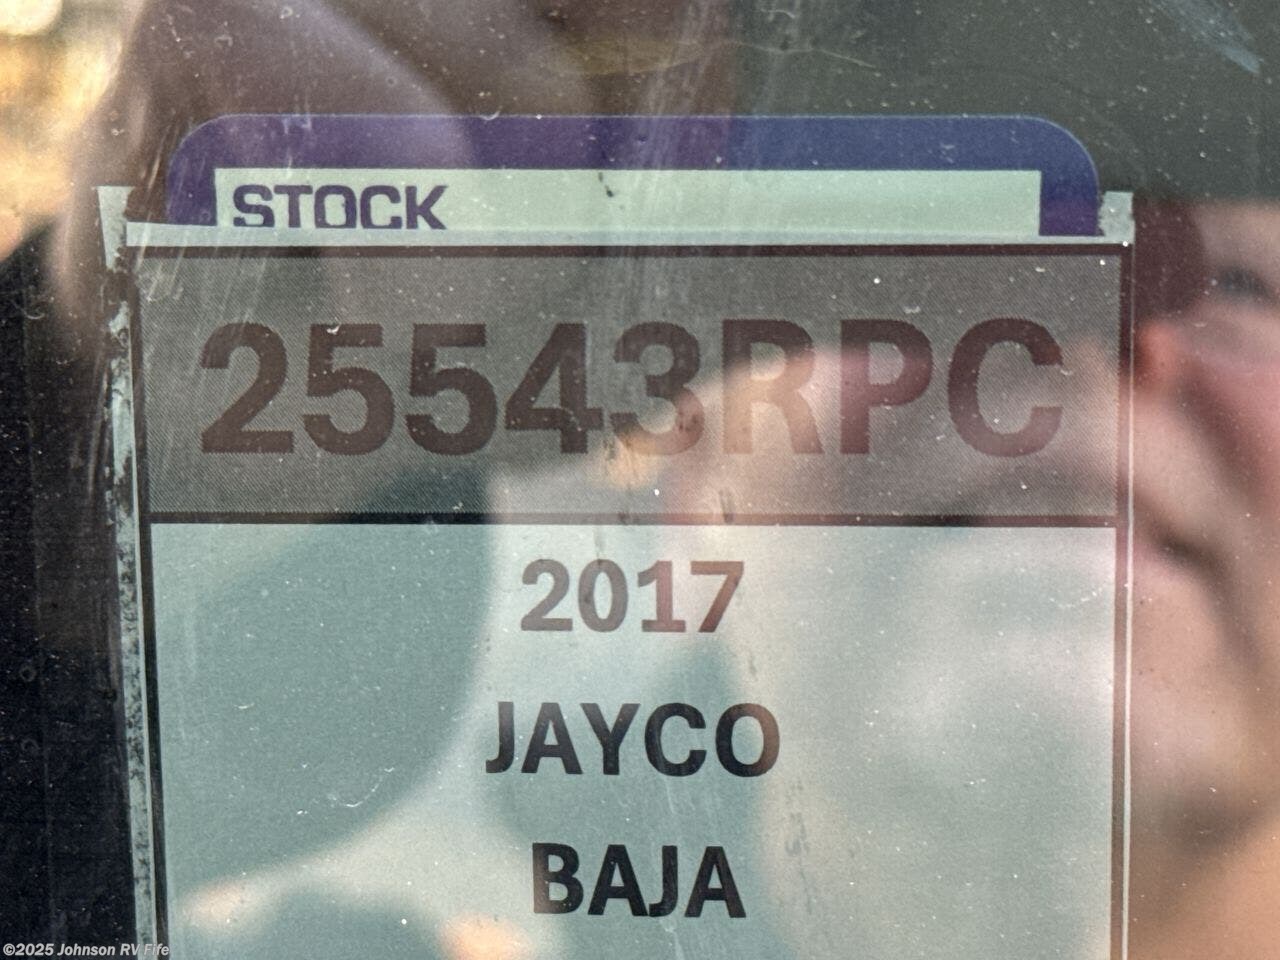 STOCK
25543RPC
2017
JAYCO
BAJA
©2025 Johnson RV Fife